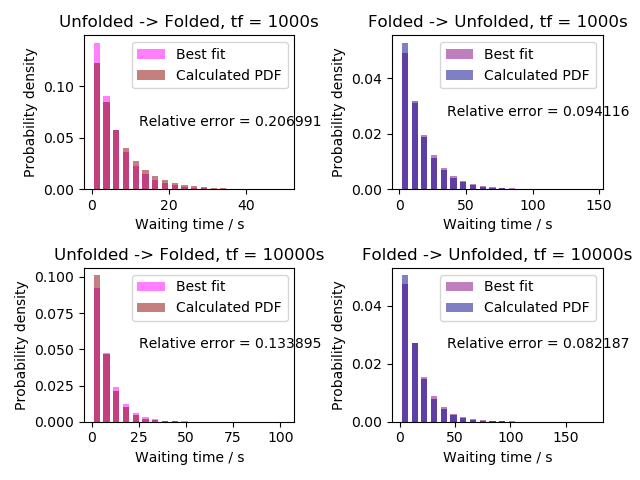 Unfolded -> Folded, tf = 1000s
Probability density
0.10
0.05
0.00
Best fit
Calculated PDF
Relative error = 0.206991
0
20
40
Waiting time / s
Folded -> Unfolded, tf = 1000s
Probability density
0.04
0.02
0.00
Best fit
Calculated PDF
Relative error = 0.094116
0
50
100
150
Waiting time / s
Unfolded -> Folded, tf = 10000s
Probability density
0.100
0.075
0.050
0.025
0.000
Best fit
Calculated PDF
Relative error = 0.133895
0
25
50
75
100
Waiting time / s
Folded -> Unfolded, tf = 10000s
Probability density
0.04
0.02
0.00
Best fit
Calculated PDF
Relative error = 0.082187
0
50
100
150
Waiting time / s